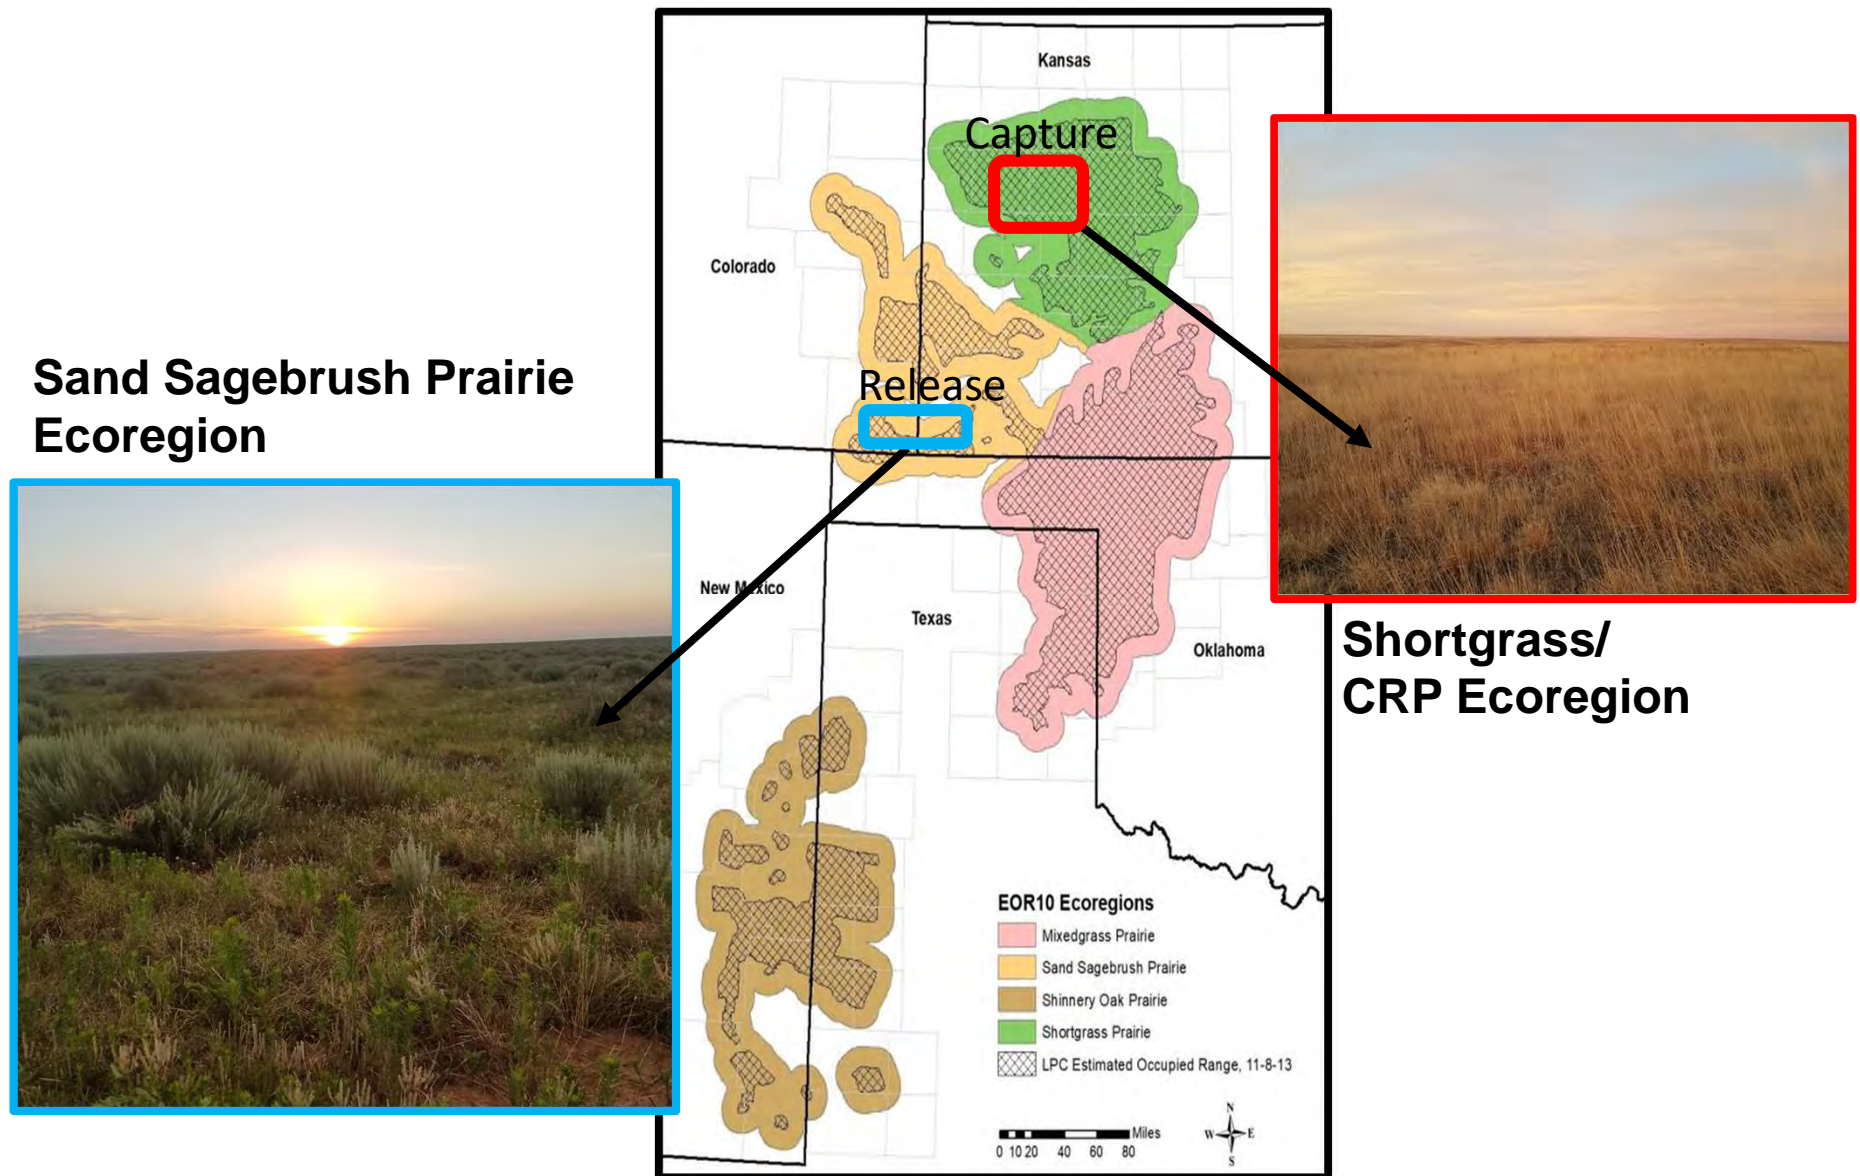 Kansas
Capture
Colorado
Sand Sagebrush Prairie
Ecoregion
Release
New Mexico
Texas
Oklahoma
Shortgrass/
CRP Ecoregion
EOR10 Ecoregions
Mixedgrass Prairie
Sand Sagebrush Prairie
Shinnery Oak Prairie
Shortgrass Prairie
LPC Estimated Occupied Range, 11-8-13
Miles
0 10 20 40 60 80
N
W E
S